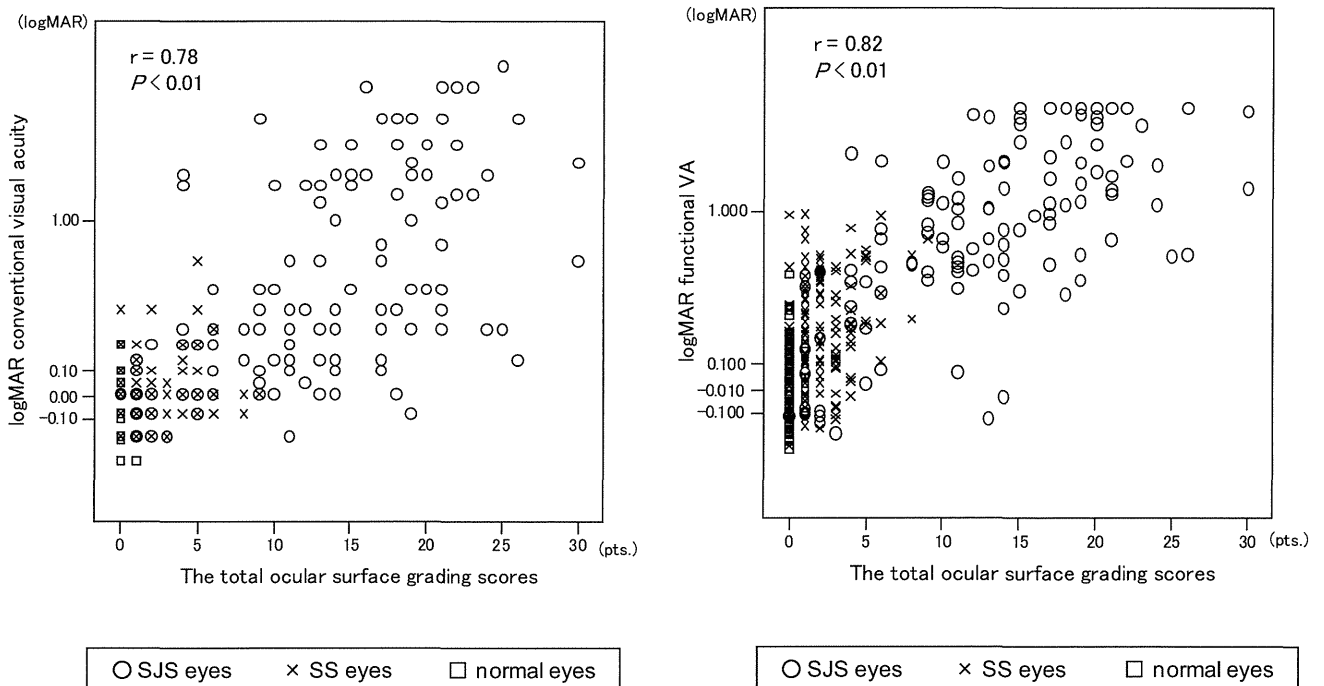 (logMAR)
r = 0.78
P < 0.01
logMAR conventional visual acuity
1.00
0.10
0.00
−0.10
0 5 10 15 20 25 30 (pts.)
The total ocular surface grading scores
SJS eyes SS eyes normal eyes
(logMAR)
r = 0.82
P < 0.01
logMAR functional VA
1.000
0.100
−0.010
−0.100
0 5 10 15 20 25 30 (pts.)
The total ocular surface grading scores
SJS eyes SS eyes normal eyes